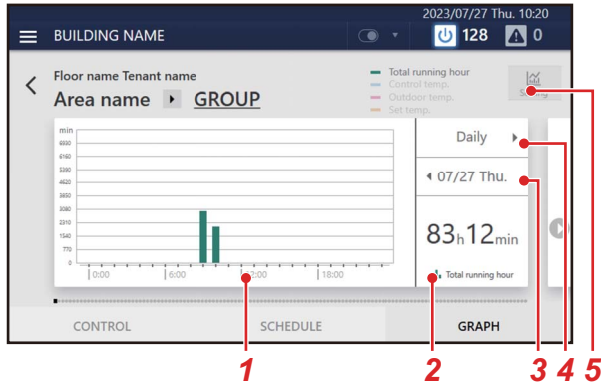 2023/07/27 Thu. 10:20
BUILDING NAME
128
0
Floor name Tenant name
Area name GROUP
Total running hour
Control temp.
Outdoor temp.
Set temp.
min
6930
6160
5390
4620
3850
3080
2310
1540
770
0
0:00 6:00 12:00 18:00
Daily
07/27 Thu.
83h12min
Total running hour
CONTROL SCHEDULE GRAPH
1 2 3 4 5